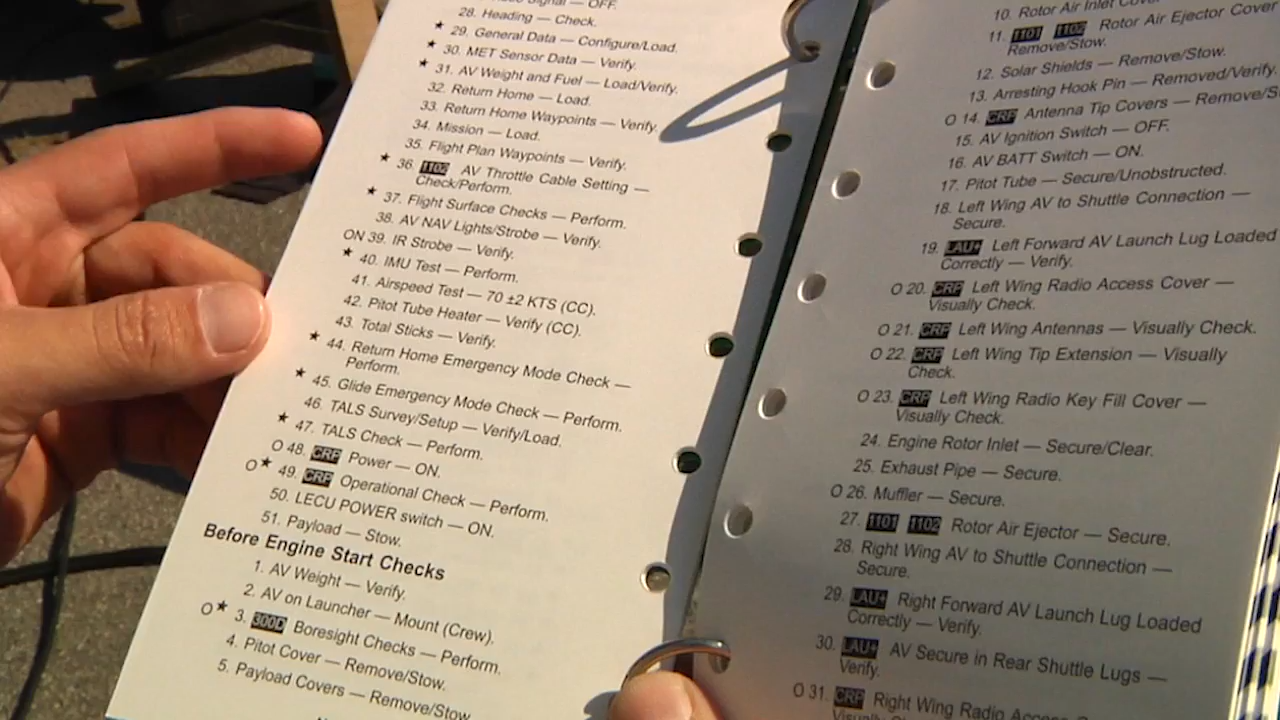 Signal — OFF.
28. Heading — Check.
★ 29. General Data — Configure/Load.
★ 30. MET Sensor Data — Verify.
★ 31. AV Weight and Fuel — Load/Verify.
32. Return Home — Load.
33. Return Home Waypoints — Verify.
34. Mission — Load.
35. Flight Plan Waypoints — Verify.
★ 36. 1102 AV Throttle Cable Setting —
Check/Perform.
★ 37. Flight Surface Checks — Perform.
38. AV NAV Lights/Strobe — Verify.
ON 39. IR Strobe — Verify.
★ 40. IMU Test — Perform.
41. Airspeed Test — 70 ±2 KTS (CC).
42. Pitot Tube Heater — Verify (CC).
43. Total Sticks — Verify.
★ 44. Return Home Emergency Mode Check —
Perform.
★ 45. Glide Emergency Mode Check — Perform.
46. TALS Survey/Setup — Verify/Load.
★ 47. TALS Check — Perform.
O 48. CRP Power — ON.
O ★ 49. CRP Operational Check — Perform.
50. LECU POWER switch — ON.
51. Payload — Stow.
Before Engine Start Checks
1. AV Weight — Verify.
2. AV on Launcher — Mount (Crew).
O ★ 3. 300D Boresight Checks — Perform.
4. Pitot Cover — Remove/Stow.
5. Payload Covers — Remove/Stow.
10. Rotor Air Inlet Cover
11. 1101 1102 Rotor Air Ejector Cover
Remove/Stow.
12. Solar Shields — Remove/Stow.
13. Arresting Hook Pin — Removed/Verify.
O 14. CRP Antenna Tip Covers — Remove/S
15. AV Ignition Switch — OFF.
16. AV BATT Switch — ON.
17. Pitot Tube — Secure/Unobstructed.
18. Left Wing AV to Shuttle Connection —
Secure.
19. LAU+ Left Forward AV Launch Lug Loaded
Correctly — Verify.
O 20. CRP Left Wing Radio Access Cover —
Visually Check.
O 21. CRP Left Wing Antennas — Visually Check.
O 22. CRP Left Wing Tip Extension — Visually
Check.
O 23. CRP Left Wing Radio Key Fill Cover —
Visually Check.
24. Engine Rotor Inlet — Secure/Clear.
25. Exhaust Pipe — Secure.
O 26. Muffler — Secure.
27. 1101 1102 Rotor Air Ejector — Secure.
28. Right Wing AV to Shuttle Connection —
Secure.
29. LAU+ Right Forward AV Launch Lug Loaded
Correctly — Verify.
30. LAU+ AV Secure in Rear Shuttle Lugs —
Verify.
O 31. CRP Right Wing Radio Access
Visually Check.